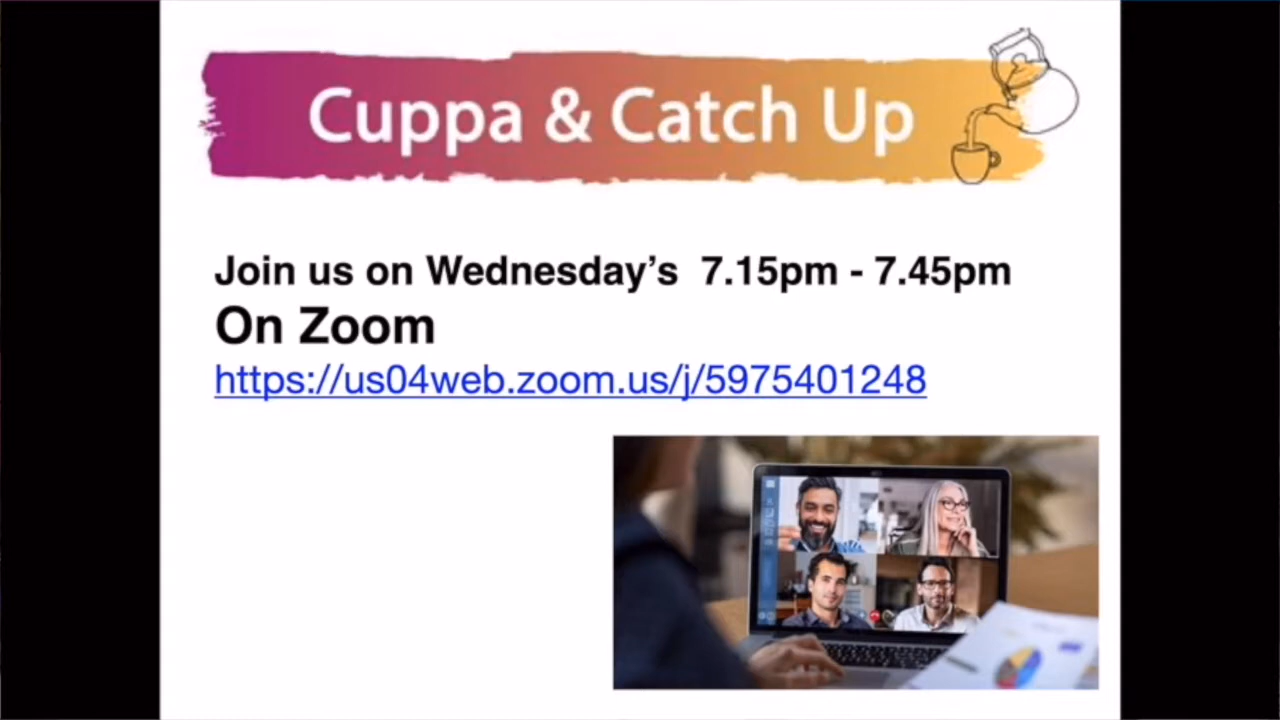 Cuppa & Catch Up
Join us on Wednesday’s 7.15pm - 7.45pm
On Zoom
https://us04web.zoom.us/j/5975401248